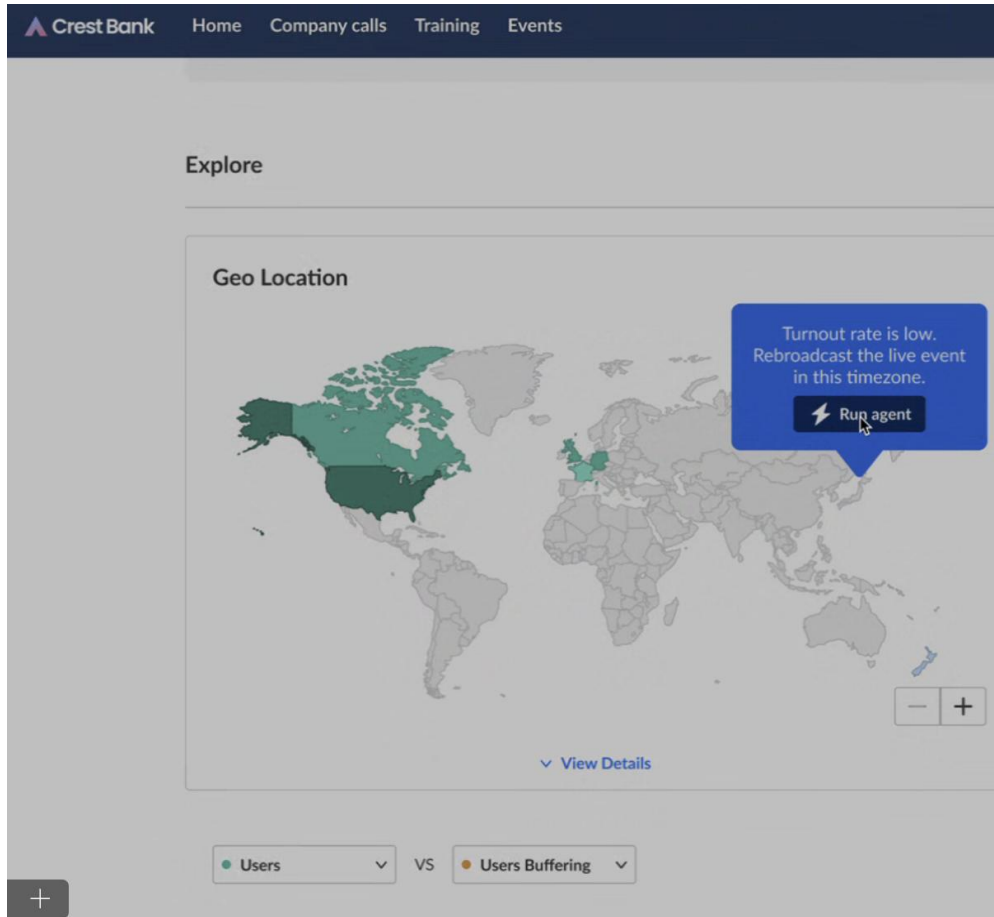 Crest Bank Home Company calls Training Events
Explore
Geo Location
Turnout rate is low.
Rebroadcast the live event
in this timezone.
Run agent
View Details
Users VS Users Buffering